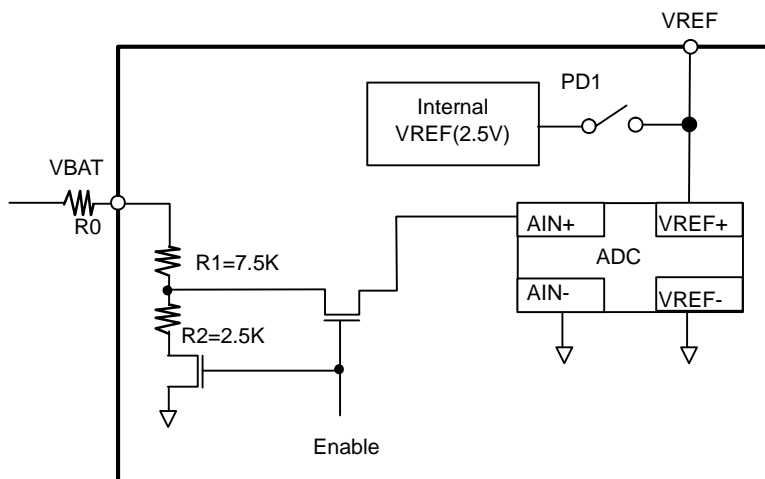 VREF
PD1
Internal
VREF(2.5V)
VBAT
R0
AIN+
VREF+
ADC
R1=7.5K
AIN-
VREF-
R2=2.5K
Enable